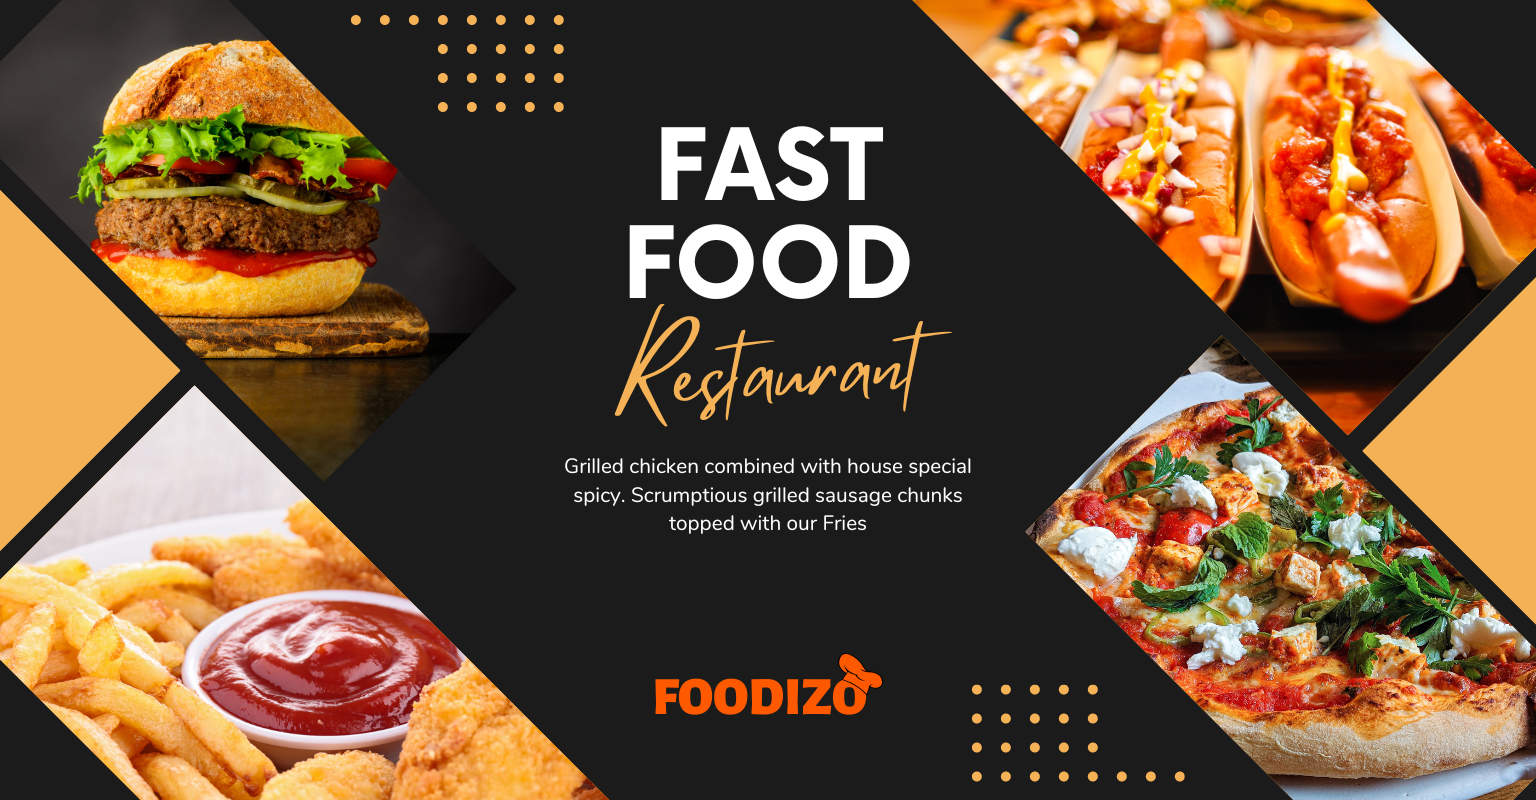 FAST
FOOD
Restaurant
Grilled chicken combined with house special
spicy. Scrumptious grilled sausage chunks
topped with our Fries
FOODIZO